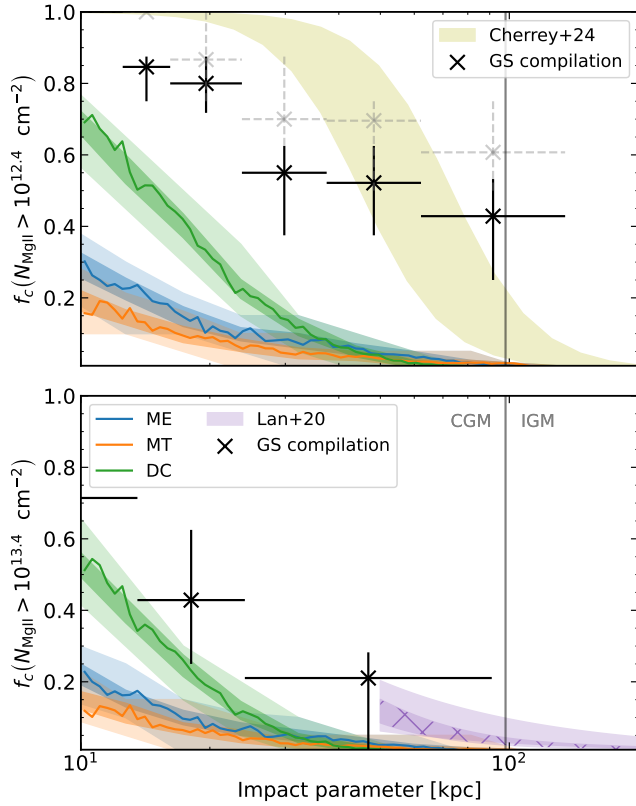 1.0
0.8
0.6
0.4
0.2
f_c(N_MgII > 10^12.4 cm^−2)
Cherrey+24
GS compilation
1.0
0.8
0.6
0.4
0.2
f_c(N_MgII > 10^13.4 cm^−2)
ME
MT
DC
Lan+20
GS compilation
CGM
IGM
10^1
10^2
Impact parameter [kpc]